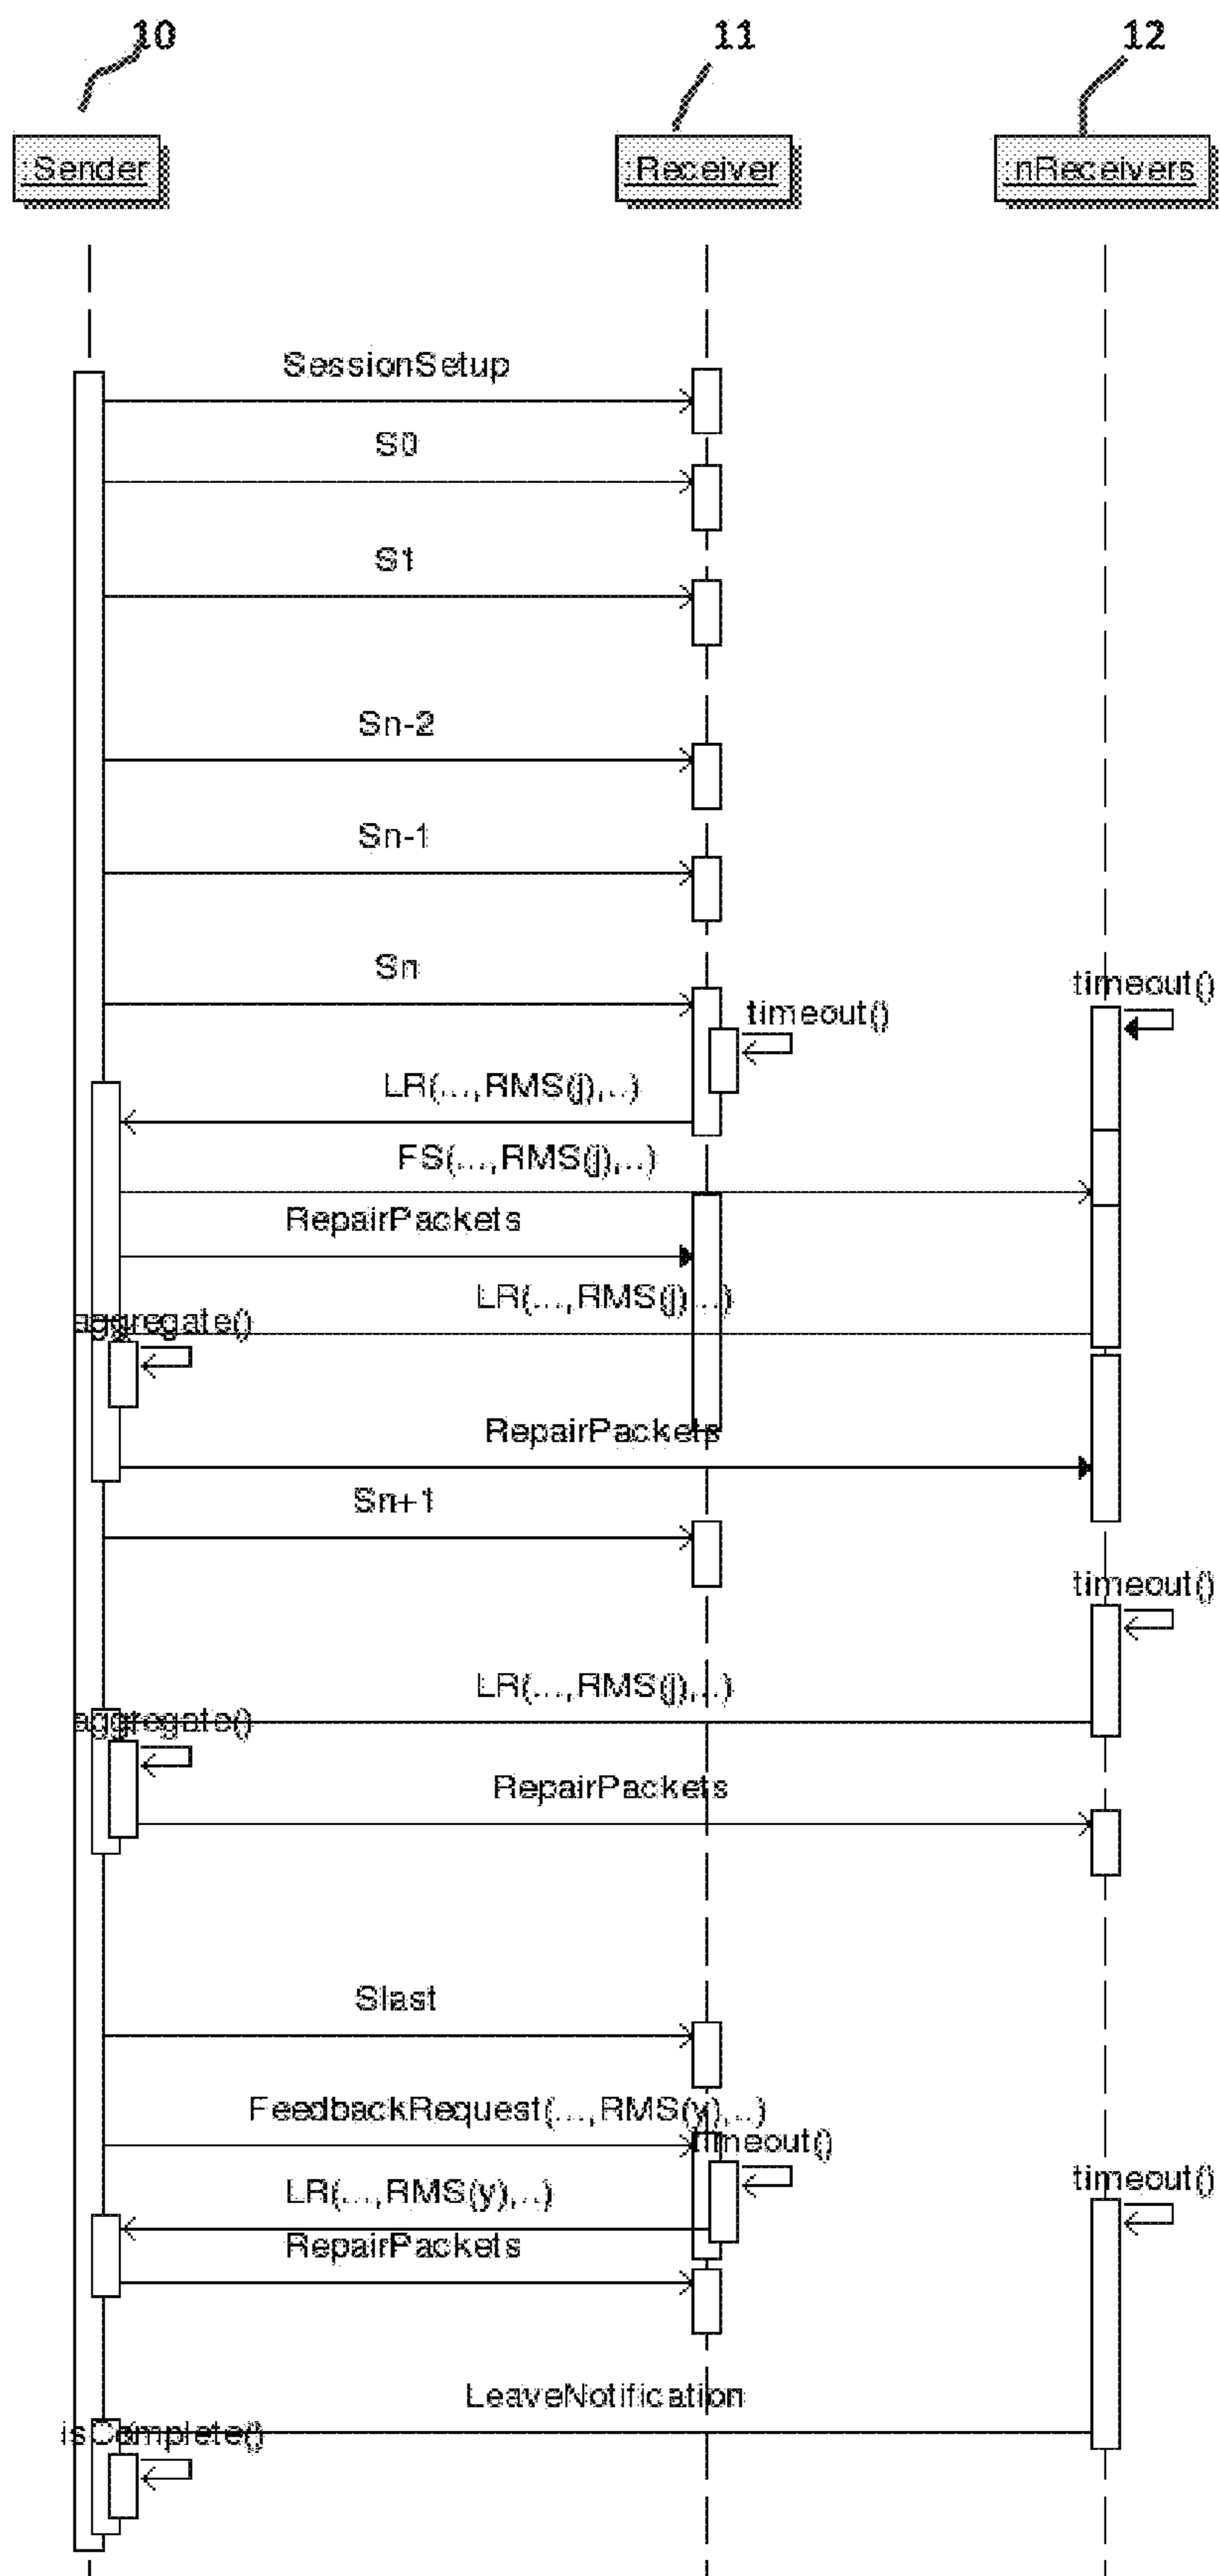 10
11
12
:Sender
:Receiver
:nReceivers
SessionSetup
S0
S1
Sn-2
Sn-1
Sn
timeout()
timeout()
LR(...,RMS(j),..)
FS(...,RMS(j),..)
RepairPackets
LR(...,RMS(j),..)
aggregate()
RepairPackets
Sn+1
timeout()
LR(...,RMS(j),..)
aggregate()
RepairPackets
Slast
FeedbackRequest(...,RMS(y),..)
timeout()
timeout()
LR(...,RMS(y),..)
RepairPackets
LeaveNotification
isComplete()